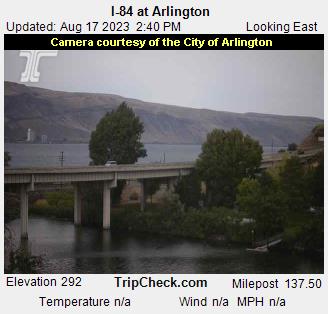 I-84 at Arlington
Updated: Aug 17 2023 2:40 PM Looking East
Camera courtesy of the City of Arlington
Elevation 292 TripCheck.com Milepost 137.50
Temperature n/a Wind n/a MPH n/a